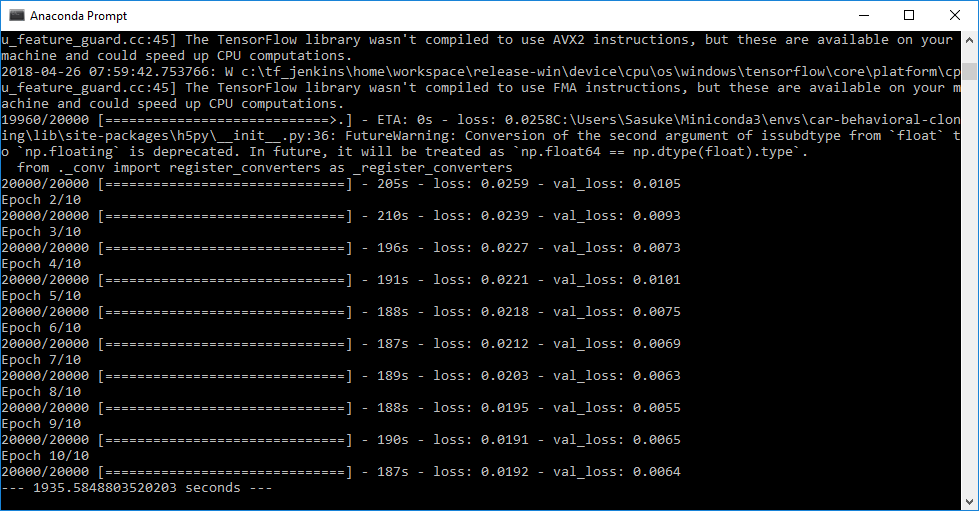 Anaconda Prompt
u_feature_guard.cc:45] The TensorFlow library wasn't compiled to use AVX2 instructions, but these are available on your
machine and could speed up CPU computations.
2018-04-26 07:59:42.753766: W c:\tf_jenkins\home\workspace\release-win\device\cpu\os\windows\tensorflow\core\platform\cp
u_feature_guard.cc:45] The TensorFlow library wasn't compiled to use FMA instructions, but these are available on your m
achine and could speed up CPU computations.
19960/20000 [============================>.] - ETA: 0s - loss: 0.0258C:\Users\Sasuke\Miniconda3\envs\car-behavioral-clon
ing\lib\site-packages\h5py\__init__.py:36: FutureWarning: Conversion of the second argument of issubdtype from `float` t
o `np.floating` is deprecated. In future, it will be treated as `np.float64 == np.dtype(float).type`.
  from ._conv import register_converters as _register_converters
20000/20000 [==============================] - 205s - loss: 0.0259 - val_loss: 0.0105
Epoch 2/10
20000/20000 [==============================] - 210s - loss: 0.0239 - val_loss: 0.0093
Epoch 3/10
20000/20000 [==============================] - 196s - loss: 0.0227 - val_loss: 0.0073
Epoch 4/10
20000/20000 [==============================] - 191s - loss: 0.0221 - val_loss: 0.0101
Epoch 5/10
20000/20000 [==============================] - 188s - loss: 0.0218 - val_loss: 0.0075
Epoch 6/10
20000/20000 [==============================] - 187s - loss: 0.0212 - val_loss: 0.0069
Epoch 7/10
20000/20000 [==============================] - 189s - loss: 0.0203 - val_loss: 0.0063
Epoch 8/10
20000/20000 [==============================] - 188s - loss: 0.0195 - val_loss: 0.0055
Epoch 9/10
20000/20000 [==============================] - 190s - loss: 0.0191 - val_loss: 0.0065
Epoch 10/10
20000/20000 [==============================] - 187s - loss: 0.0192 - val_loss: 0.0064
--- 1935.5848803520203 seconds ---